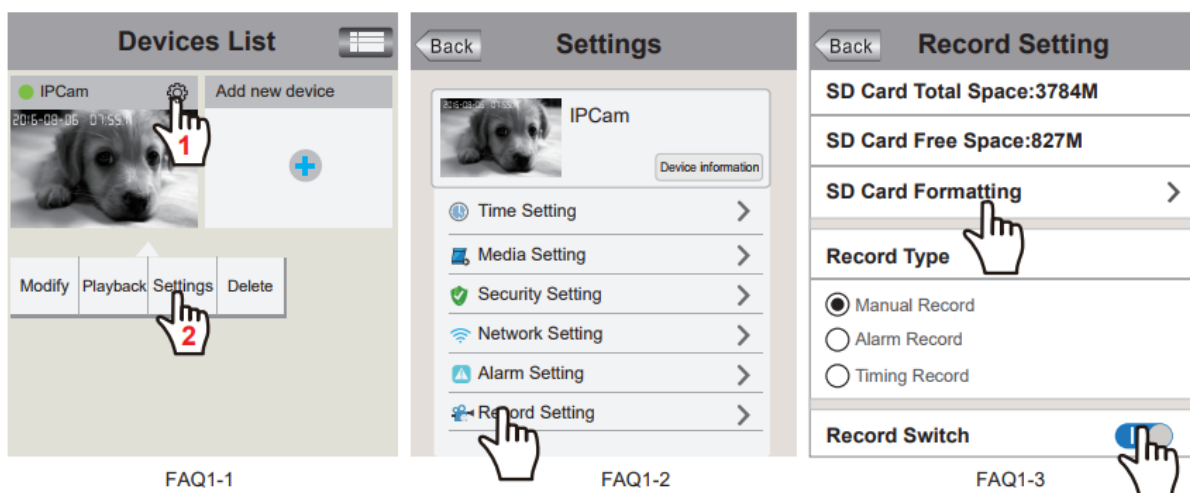 Devices List
IPCam
Add new device
2016-08-06 07:55:
1
Modify Playback Settings Delete
2
FAQ1-1
Back Settings
IPCam
Device information
Time Setting
Media Setting
Security Setting
Network Setting
Alarm Setting
Record Setting
FAQ1-2
Back Record Setting
SD Card Total Space:3784M
SD Card Free Space:827M
SD Card Formatting
Record Type
Manual Record
Alarm Record
Timing Record
Record Switch
FAQ1-3